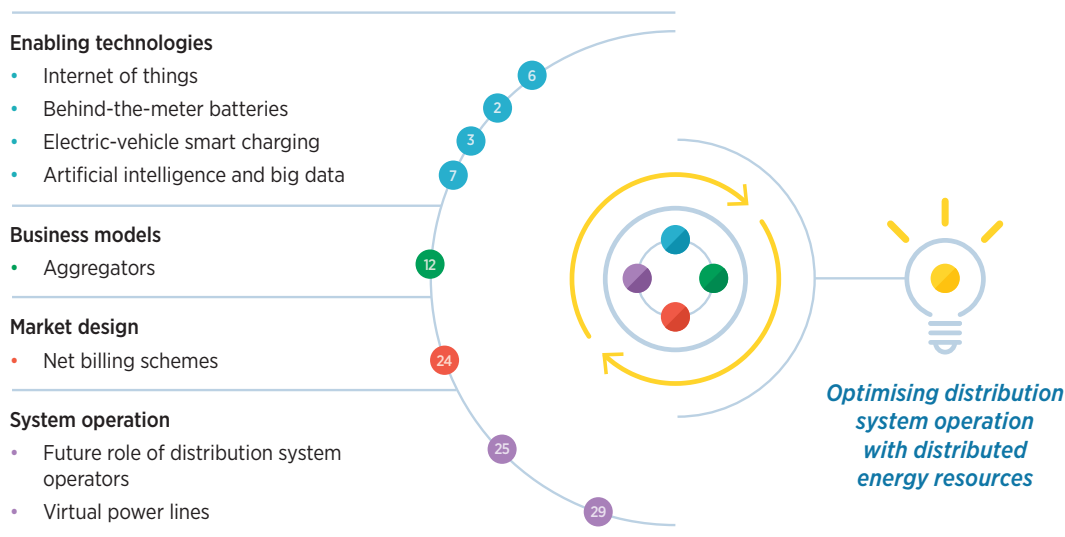 Enabling technologies
• Internet of things
6
• Behind-the-meter batteries
2
• Electric-vehicle smart charging
3
• Artificial intelligence and big data
7
Business models
• Aggregators
12
Market design
• Net billing schemes
24
System operation
• Future role of distribution system
operators
25
• Virtual power lines
29
Optimising distribution
system operation
with distributed
energy resources